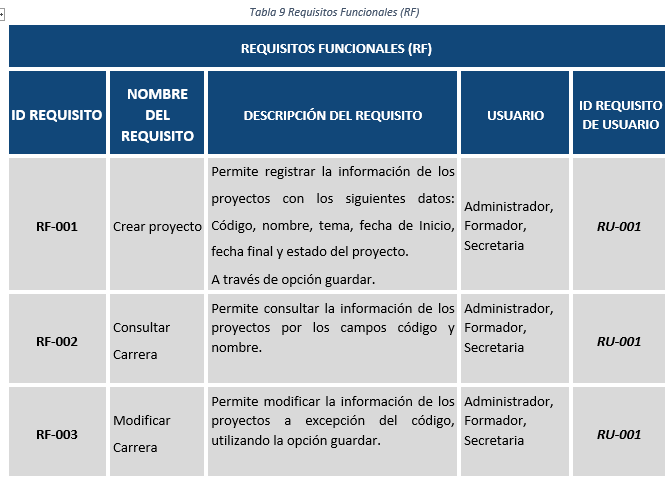 Tabla 9 Requisitos Funcionales (RF)
REQUISITOS FUNCIONALES (RF)
ID REQUISITO
NOMBRE
DEL
REQUISITO
DESCRIPCIÓN DEL REQUISITO
USUARIO
ID REQUISITO
DE USUARIO
RF-001
Crear proyecto
Permite registrar la información de los
proyectos con los siguientes datos:
Código, nombre, tema, fecha de Inicio,
fecha final y estado del proyecto.
A través de opción guardar.
Administrador,
Formador,
Secretaria
RU-001
RF-002
Consultar
Carrera
Permite consultar la información de los
proyectos por los campos código y
nombre.
Administrador,
Formador,
Secretaria
RU-001
RF-003
Modificar
Carrera
Permite modificar la información de los
proyectos a excepción del código,
utilizando la opción guardar.
Administrador,
Formador,
Secretaria
RU-001